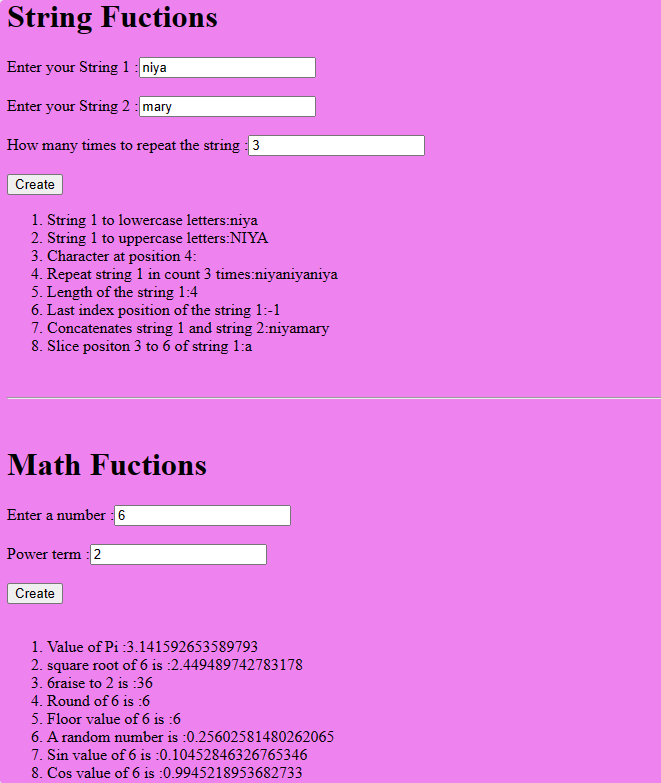 String Fuctions
Enter your String 1 :niya
Enter your String 2 :mary
How many times to repeat the string :3
Create
1. String 1 to lowercase letters:niya
2. String 1 to uppercase letters:NIYA
3. Character at position 4:
4. Repeat string 1 in count 3 times:niyaniyaniya
5. Length of the string 1:4
6. Last index position of the string 1:-1
7. Concatenates string 1 and string 2:niyamary
8. Slice positon 3 to 6 of string 1:a
Math Fuctions
Enter a number :6
Power term :2
Create
1. Value of Pi :3.141592653589793
2. square root of 6 is :2.449489742783178
3. 6raise to 2 is :36
4. Round of 6 is :6
5. Floor value of 6 is :6
6. A random number is :0.25602581480262065
7. Sin value of 6 is :0.10452846326765346
8. Cos value of 6 is :0.9945218953682733